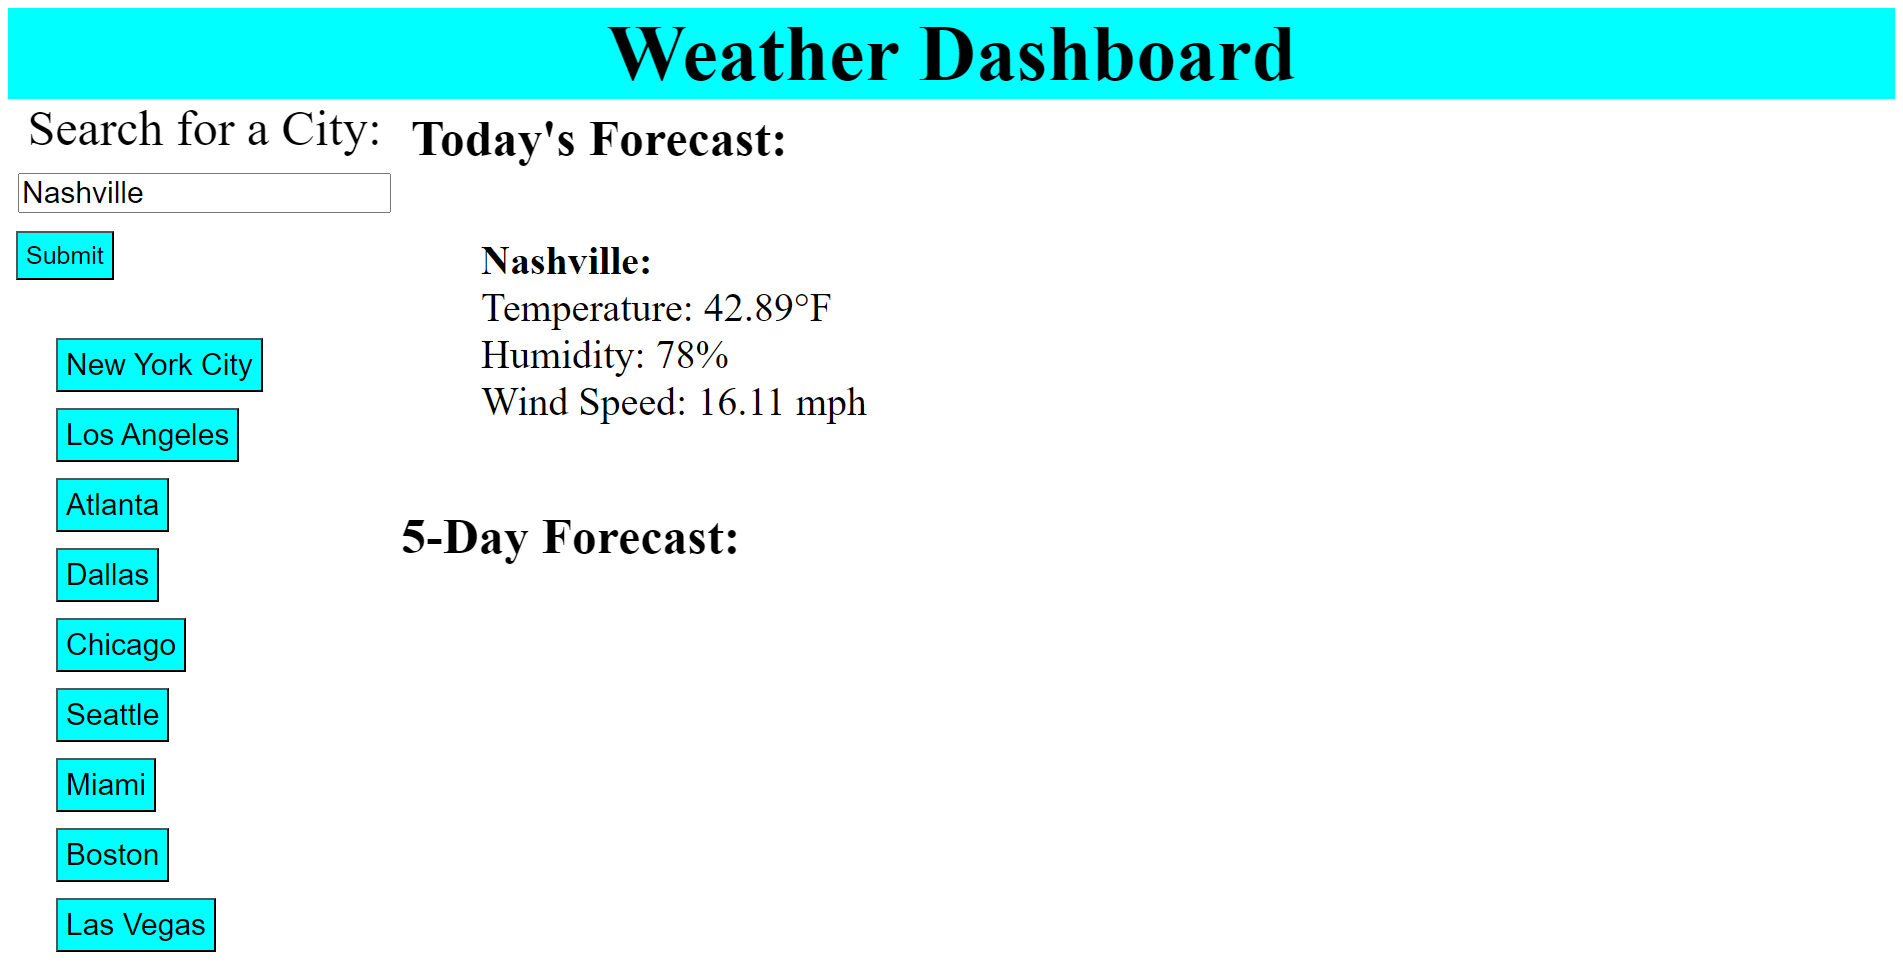 Weather Dashboard
Search for a City:
Nashville
Submit
New York City
Los Angeles
Atlanta
Dallas
Chicago
Seattle
Miami
Boston
Las Vegas
Today's Forecast:
Nashville:
Temperature: 42.89°F
Humidity: 78%
Wind Speed: 16.11 mph
5-Day Forecast: